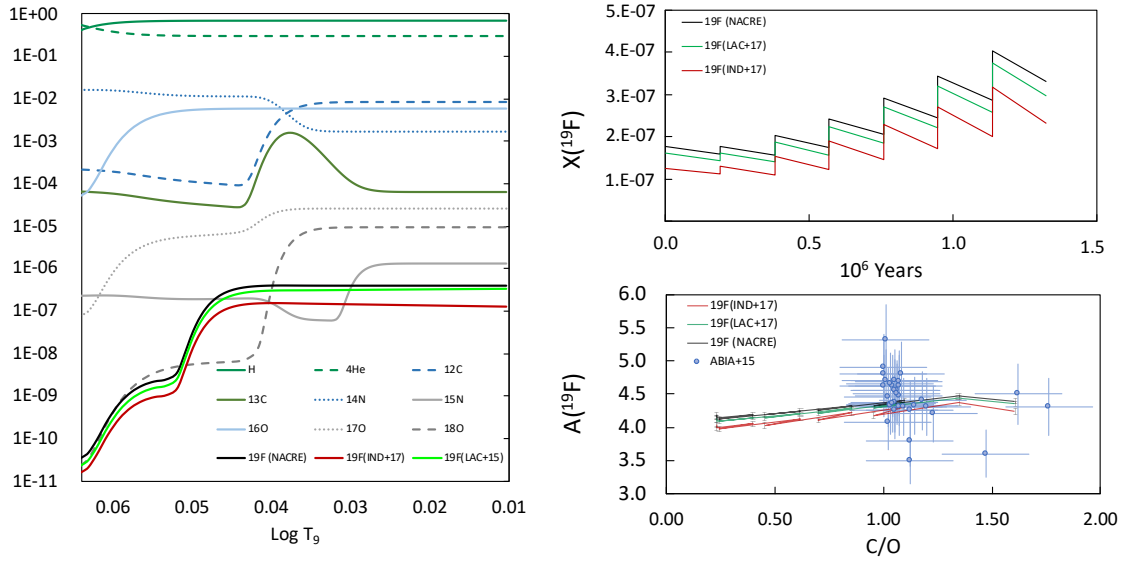 1E+00
1E-01
1E-02
1E-03
1E-04
1E-05
1E-06
1E-07
1E-08
1E-09
1E-10
1E-11
H
4He
12C
13C
14N
15N
16O
17O
18O
19F (NACRE)
19F(IND+17)
19F(LAC+15)
0.06
0.05
0.04
0.03
0.02
0.01
Log T9
5.E-07
4.E-07
3.E-07
2.E-07
1.E-07
X(19F)
19F (NACRE)
19F(LAC+17)
19F(IND+17)
0.0
0.5
1.0
1.5
10⁶ Years
6.0
5.5
5.0
4.5
4.0
3.5
3.0
A(19F)
19F(IND+17)
19F(LAC+17)
19F (NACRE)
ABIA+15
0.00
0.50
1.00
1.50
2.00
C/O